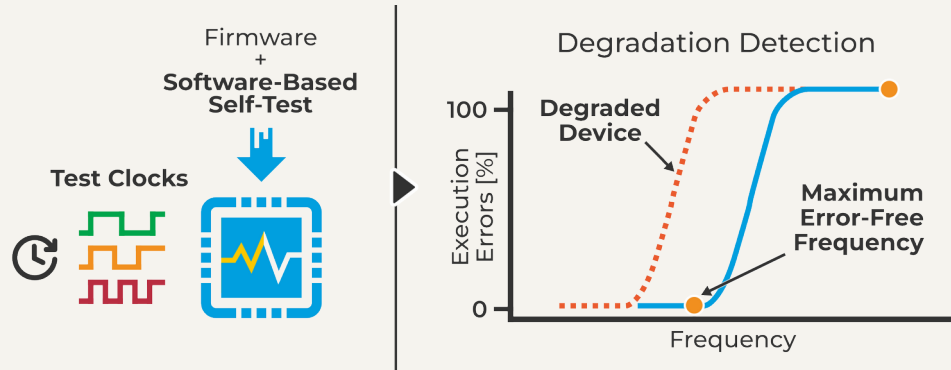 Firmware
+
Software-Based
Self-Test
Test Clocks
Degradation Detection
100
0
Execution
Errors [%]
Degraded
Device
Maximum
Error-Free
Frequency
Frequency